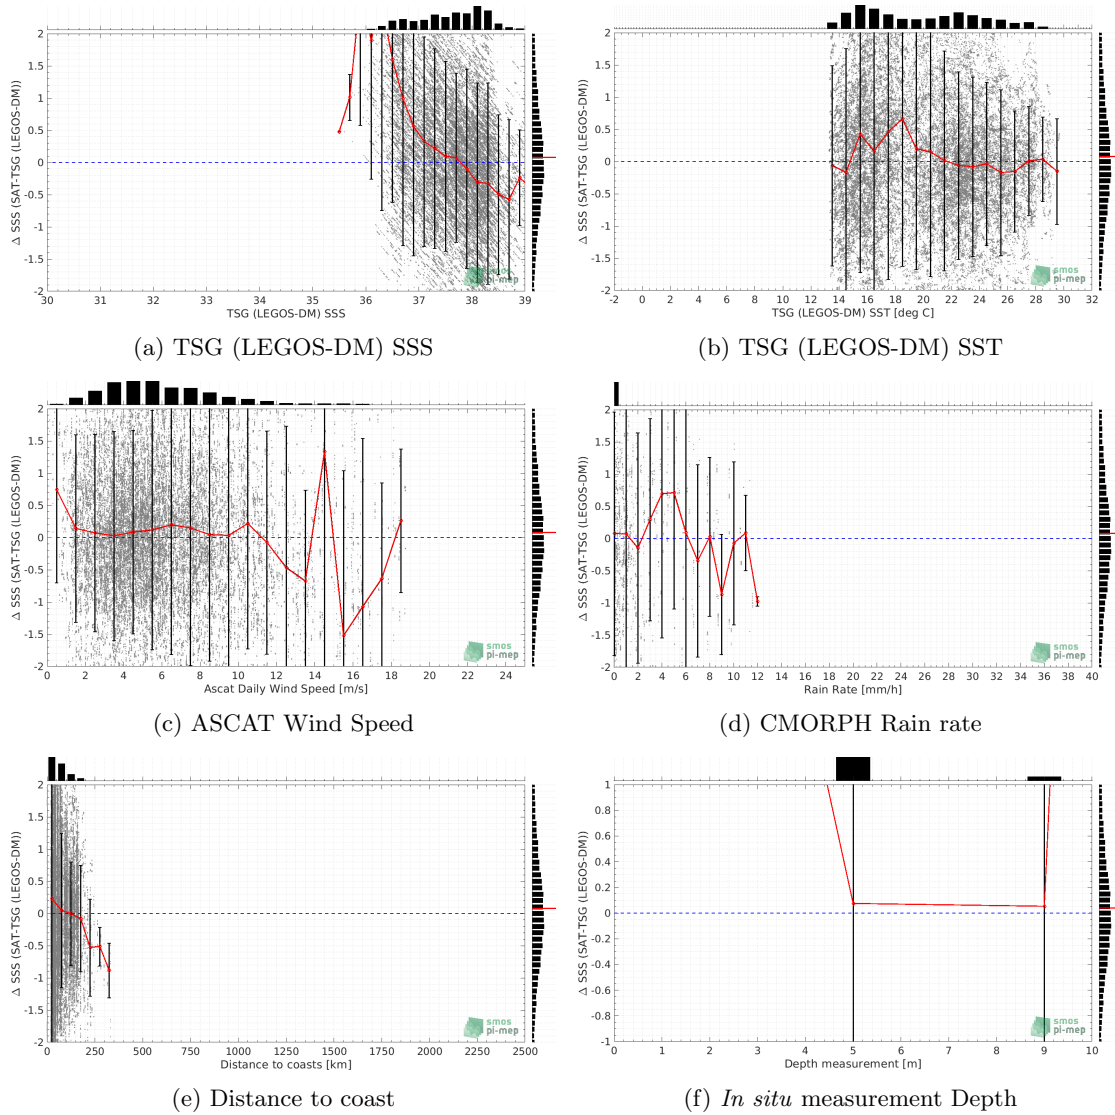 Δ SSS (SAT-TSG (LEGOS-DM))
2
1.5
1
0.5
0
-0.5
-1
-1.5
-2
30 31 32 33 34 35 36 37 38 39
TSG (LEGOS-DM) SSS
smos
pi-mep
(a) TSG (LEGOS-DM) SSS
Δ SSS (SAT-TSG (LEGOS-DM))
2
1.5
1
0.5
0
-0.5
-1
-1.5
-2
-2 0 2 4 6 8 10 12 14 16 18 20 22 24 26 28 30 32
TSG (LEGOS-DM) SST [deg C]
smos
pi-mep
(b) TSG (LEGOS-DM) SST
Δ SSS (SAT-TSG (LEGOS-DM))
2
1.5
1
0.5
0
-0.5
-1
-1.5
-2
0 2 4 6 8 10 12 14 16 18 20 22 24
Ascat Daily Wind Speed [m/s]
smos
pi-mep
(c) ASCAT Wind Speed
Δ SSS (SAT-TSG (LEGOS-DM))
2
1.5
1
0.5
0
-0.5
-1
-1.5
-2
0 2 4 6 8 10 12 14 16 18 20 22 24 26 28 30 32 34 36 38 40
Rain Rate [mm/h]
smos
pi-mep
(d) CMORPH Rain rate
Δ SSS (SAT-TSG (LEGOS-DM))
2
1.5
1
0.5
0
-0.5
-1
-1.5
-2
0 250 500 750 1000 1250 1500 1750 2000 2250 2500
Distance to coasts [km]
smos
pi-mep
(e) Distance to coast
Δ SSS (SAT-TSG (LEGOS-DM))
1
0.8
0.6
0.4
0.2
0
-0.2
-0.4
-0.6
-0.8
-1
0 1 2 3 4 5 6 7 8 9 10
Depth measurement [m]
smos
pi-mep
(f) In situ measurement Depth